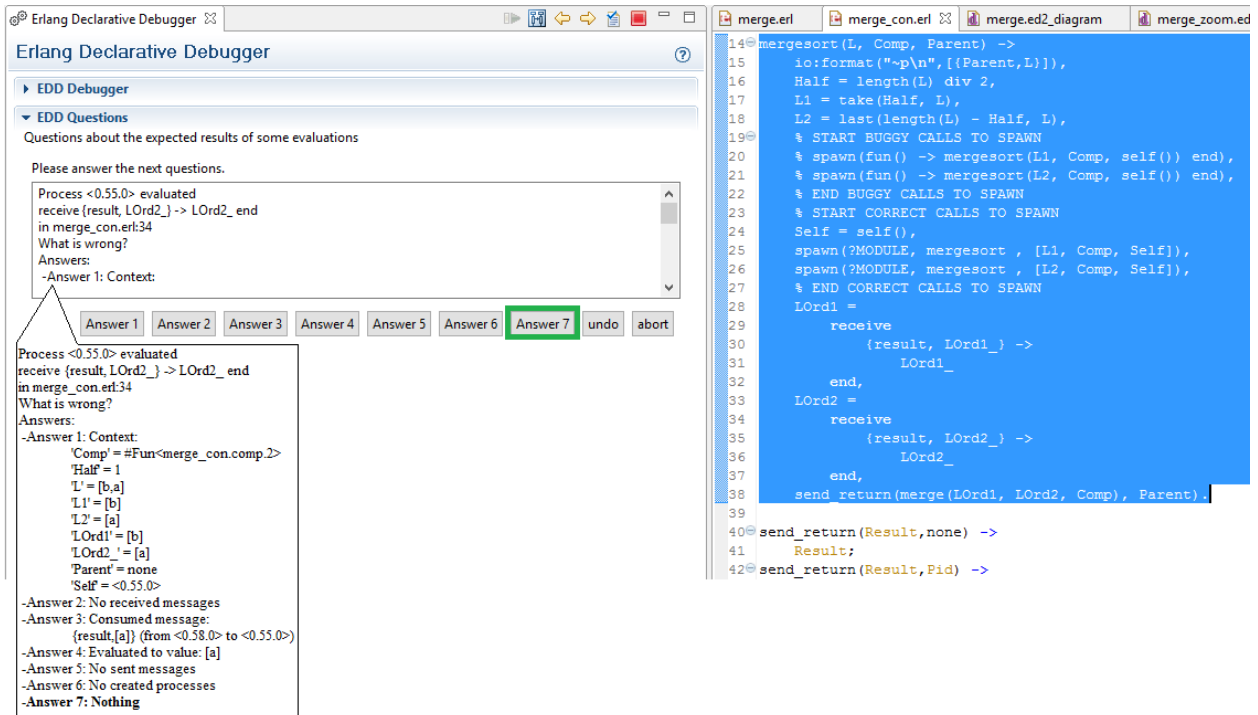 Erlang Declarative Debugger
Erlang Declarative Debugger
EDD Debugger
EDD Questions
Questions about the expected results of some evaluations
Please answer the next questions.
Process <0.55.0> evaluated
receive {result, LOrd2_} -> LOrd2_ end
in merge_con.erl:34
What is wrong?
Answers:
-Answer 1: Context:
Answer 1 Answer 2 Answer 3 Answer 4 Answer 5 Answer 6 Answer 7 undo abort
Process <0.55.0> evaluated
receive {result, LOrd2_} -> LOrd2_ end
in merge_con.erl:34
What is wrong?
Answers:
-Answer 1: Context:
'Comp' = #Fun<merge_con.comp.2>
'Half' = 1
'L' = [b,a]
'L1' = [b]
'L2' = [a]
'LOrd1' = [b]
'LOrd2_' = [a]
'Parent' = none
'Self' = <0.55.0>
-Answer 2: No received messages
-Answer 3: Consumed message:
{result,[a]} (from <0.58.0> to <0.55.0>)
-Answer 4: Evaluated to value: [a]
-Answer 5: No sent messages
-Answer 6: No created processes
-Answer 7: Nothing
merge.erl merge_con.erl merge.ed2_diagram merge_zoom.ed
14 mergesort(L, Comp, Parent) ->
15 io:format("~p\n",[{Parent,L}]),
16 Half = length(L) div 2,
17 L1 = take(Half, L),
18 L2 = last(length(L) - Half, L),
19 % START BUGGY CALLS TO SPAWN
20 % spawn(fun() -> mergesort(L1, Comp, self()) end),
21 % spawn(fun() -> mergesort(L2, Comp, self()) end),
22 % END BUGGY CALLS TO SPAWN
23 % START CORRECT CALLS TO SPAWN
24 Self = self(),
25 spawn(?MODULE, mergesort , [L1, Comp, Self]),
26 spawn(?MODULE, mergesort , [L2, Comp, Self]),
27 % END CORRECT CALLS TO SPAWN
28 LOrd1 =
29 receive
30 {result, LOrd1_} ->
31 LOrd1_
32 end,
33 LOrd2 =
34 receive
35 {result, LOrd2_} ->
36 LOrd2_
37 end,
38 send_return(merge(LOrd1, LOrd2, Comp), Parent).
39
40 send_return(Result,none) ->
41 Result;
42 send_return(Result,Pid) ->